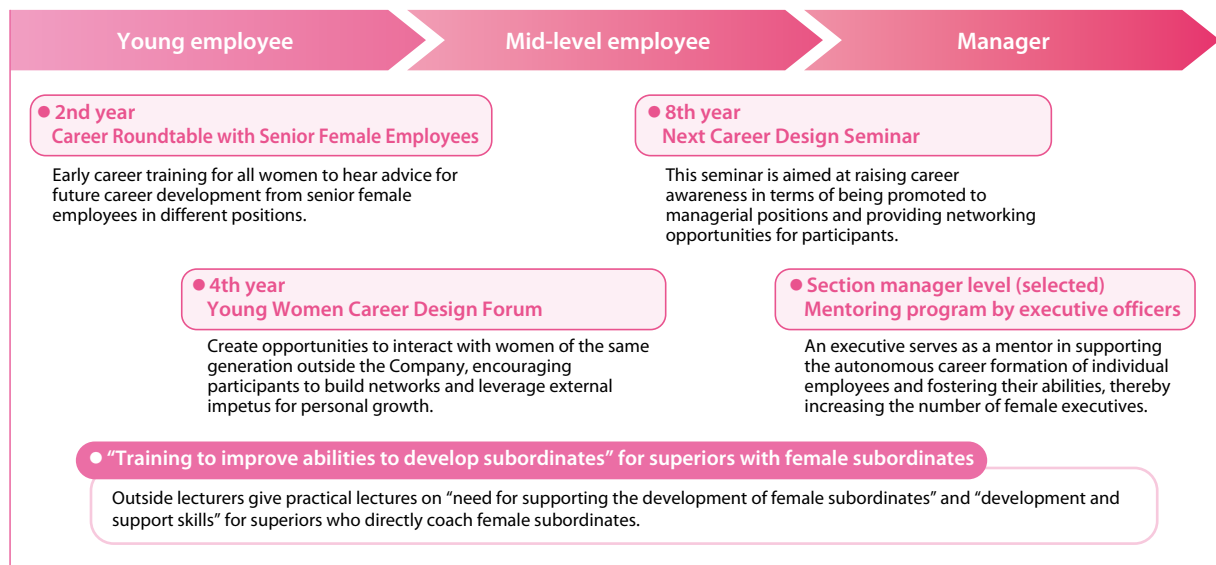 Young employee
Mid-level employee
Manager
● 2nd year
Career Roundtable with Senior Female Employees
Early career training for all women to hear advice for
future career development from senior female
employees in different positions.
● 8th year
Next Career Design Seminar
This seminar is aimed at raising career
awareness in terms of being promoted to
managerial positions and providing networking
opportunities for participants.
● 4th year
Young Women Career Design Forum
Create opportunities to interact with women of the same
generation outside the Company, encouraging
participants to build networks and leverage external
impetus for personal growth.
● Section manager level (selected)
Mentoring program by executive officers
An executive serves as a mentor in supporting
the autonomous career formation of individual
employees and fostering their abilities, thereby
increasing the number of female executives.
● “Training to improve abilities to develop subordinates” for superiors with female subordinates
Outside lecturers give practical lectures on “need for supporting the development of female subordinates” and “development and
support skills” for superiors who directly coach female subordinates.